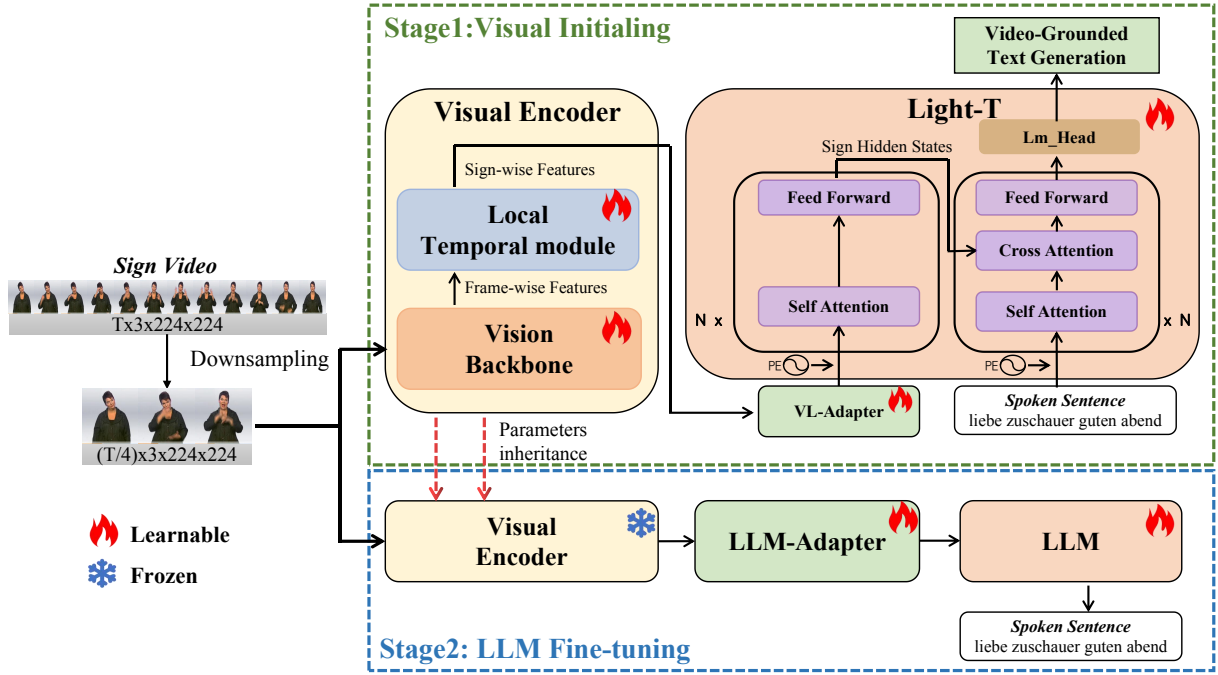 Stage1:Visual Initialing
Video-Grounded
Text Generation
Visual Encoder
Light-T
Lm_Head
Sign Hidden States
Sign-wise Features
Feed Forward
Feed Forward
Local
Temporal module
Cross Attention
Sign Video
Frame-wise Features
Self Attention
Self Attention
N x
x N
Tx3x224x224
Vision
Backbone
Downsampling
PE
PE
VL-Adapter
Spoken Sentence
liebe zuschauer guten abend
Parameters
inheritance
(T/4)x3x224x224
Learnable
Frozen
Visual
Encoder
LLM-Adapter
LLM
Spoken Sentence
liebe zuschauer guten abend
Stage2: LLM Fine-tuning